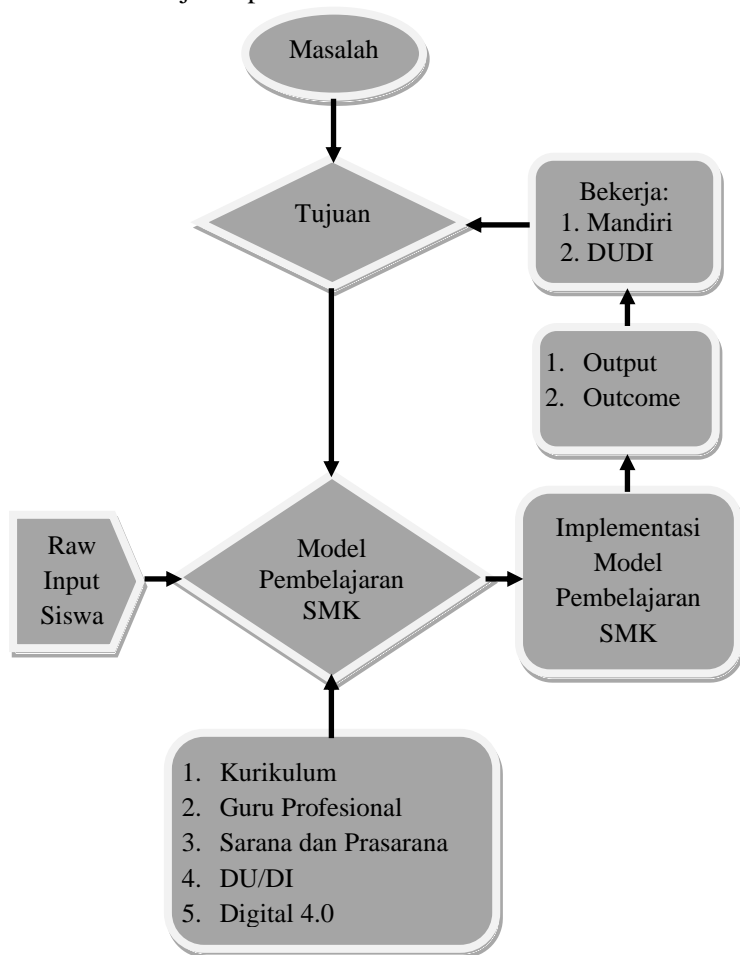 Masalah
Tujuan
Bekerja:
1. Mandiri
2. DUDI
1. Output
2. Outcome
Raw
Input
Siswa
Model
Pembelajaran
SMK
Implementasi
Model
Pembelajaran
SMK
1. Kurikulum
2. Guru Profesional
3. Sarana dan Prasarana
4. DU/DI
5. Digital 4.0